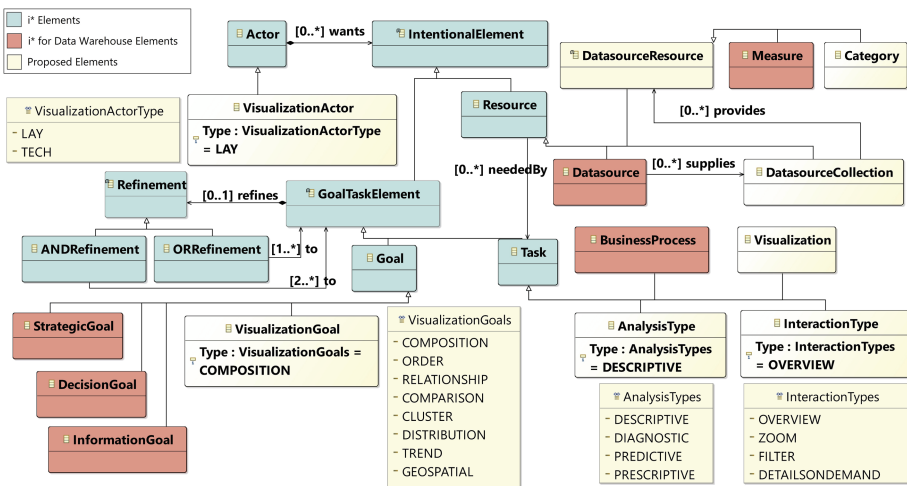 i* Elements
i* for Data Warehouse Elements
Proposed Elements
Actor
[0..*] wants
IntentionalElement
DatasourceResource
Measure
Category
VisualizationActorType
- LAY
- TECH
VisualizationActor
Type : VisualizationActorType
= LAY
Resource
[0..*] provides
[0..*] neededBy
Datasource
[0..*] supplies
DatasourceCollection
Refinement
[0..1] refines
GoalTaskElement
ANDRefinement
ORRefinement
[1..*] to
[2..*] to
Goal
Task
BusinessProcess
Visualization
StrategicGoal
DecisionGoal
InformationGoal
VisualizationGoal
Type : VisualizationGoals =
COMPOSITION
VisualizationGoals
- COMPOSITION
- ORDER
- RELATIONSHIP
- COMPARISON
- CLUSTER
- DISTRIBUTION
- TREND
- GEOSPATIAL
AnalysisType
Type : AnalysisTypes
= DESCRIPTIVE
InteractionType
Type : InteractionTypes
= OVERVIEW
AnalysisTypes
- DESCRIPTIVE
- DIAGNOSTIC
- PREDICTIVE
- PRESCRIPTIVE
InteractionTypes
- OVERVIEW
- ZOOM
- FILTER
- DETAILSONDEMAND